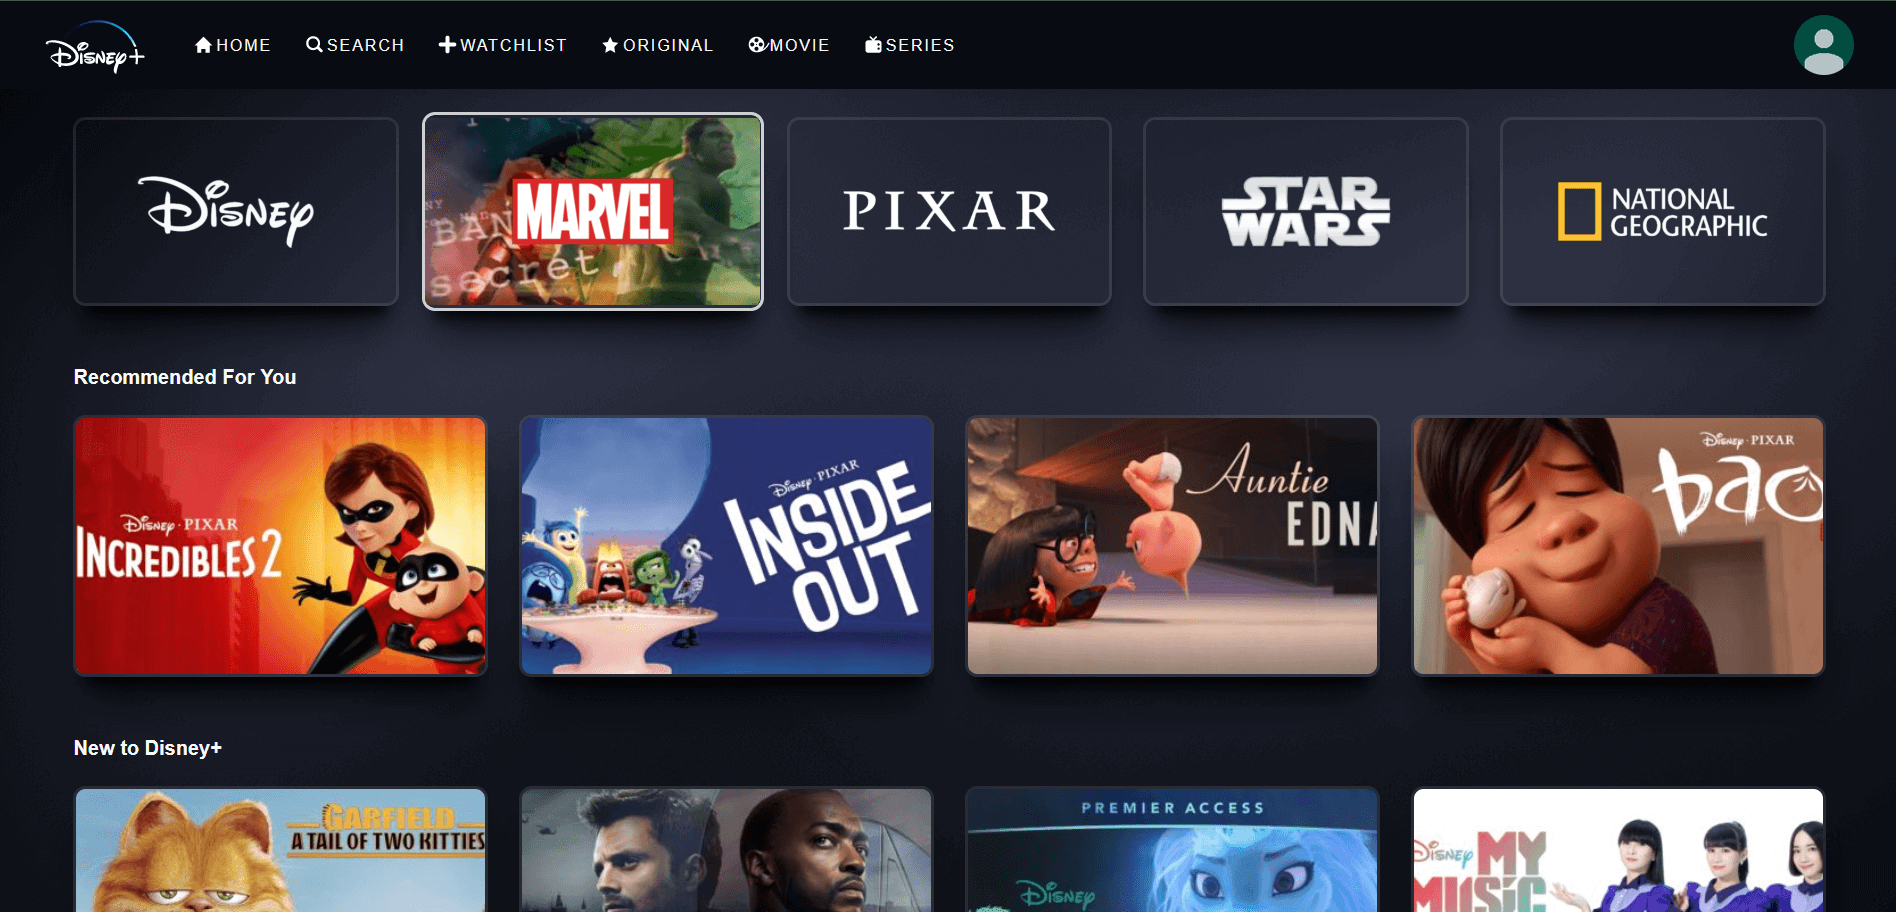 Disney+
HOME
SEARCH
WATCHLIST
ORIGINAL
MOVIE
SERIES
Disney
BAN
secret
MARVEL
PIXAR
STAR
WARS
NATIONAL
GEOGRAPHIC
Recommended For You
Disney · PIXAR
INCREDIBLES 2
Disney · PIXAR
INSIDE
OUT
Auntie
EDNA
Disney · PIXAR
bao
New to Disney+
GARFIELD
A TAIL OF TWO KITTIES
PREMIER ACCESS
Disney
Disney
MY
MUSIC